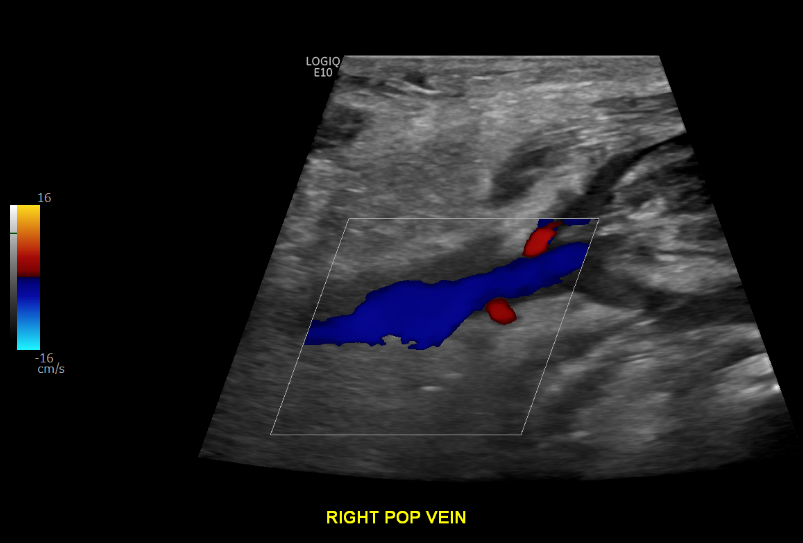 LOGIQ
E10
16
-16
cm/s
RIGHT POP VEIN